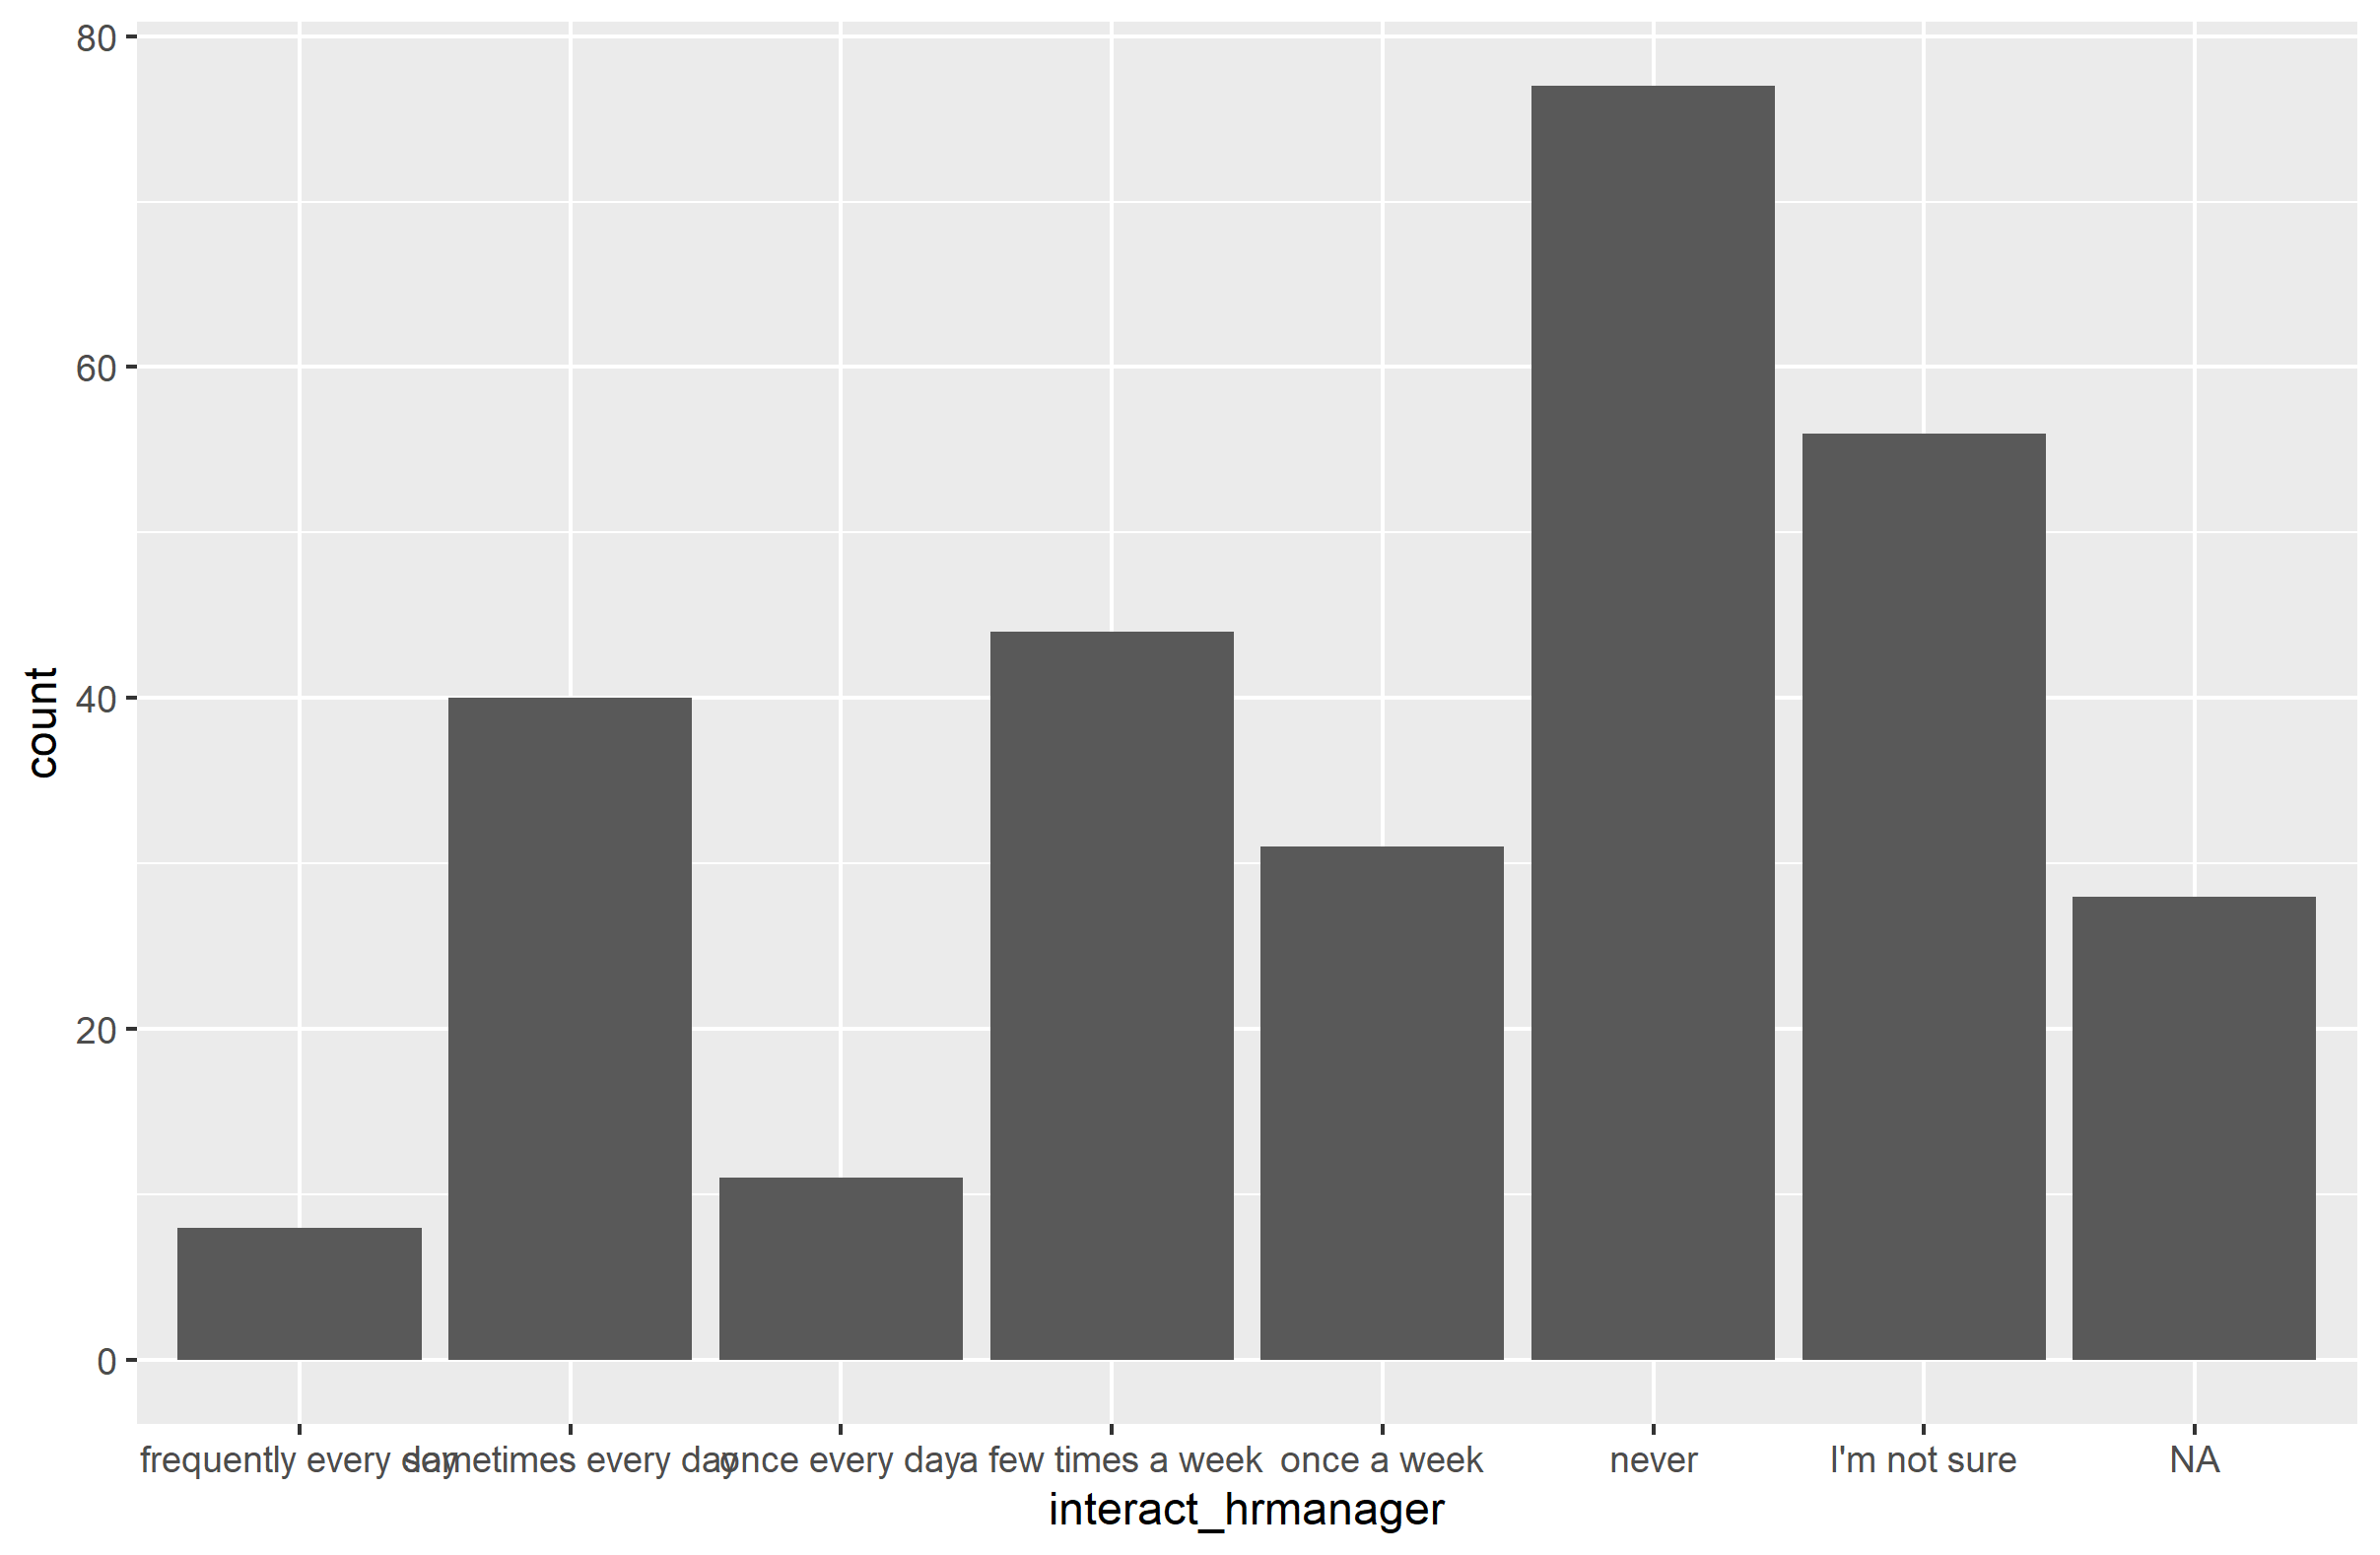 80
60
40
20
0
count
frequently every day sometimes every day once every day a few times a week once a week never I'm not sure NA
interact_hrmanager